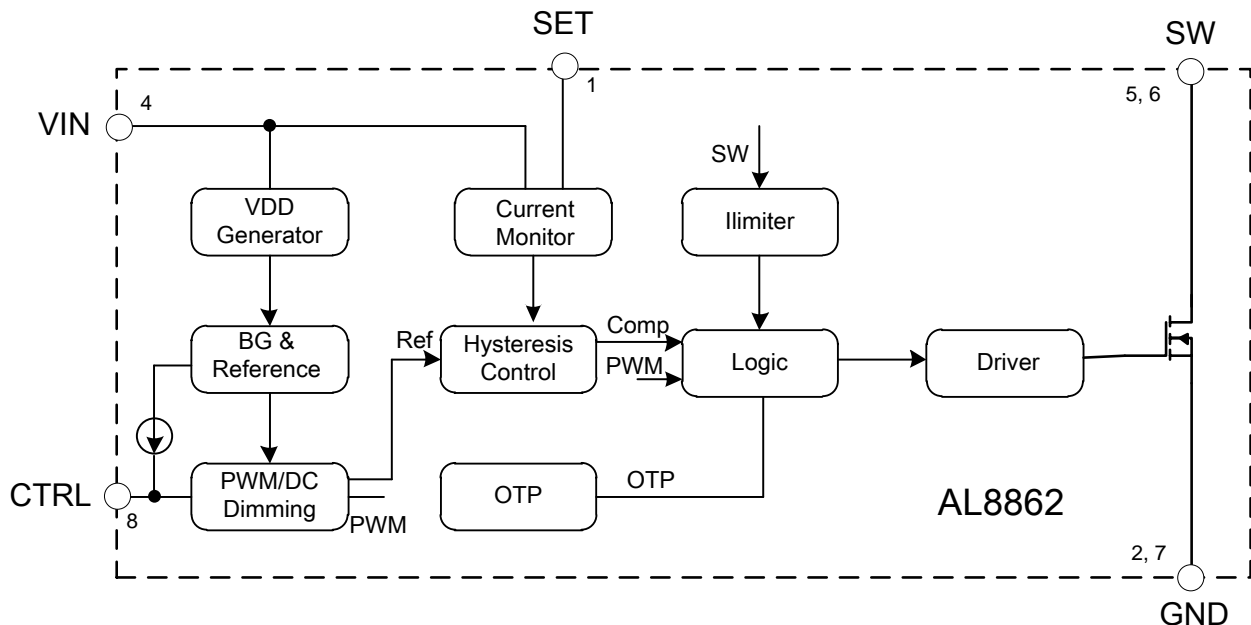 SET
SW
1
5, 6
4
VIN
SW
VDD
Generator
Current
Monitor
Ilimiter
BG &
Reference
Ref
Hysteresis
Control
Comp
PWM
Logic
Driver
CTRL
8
PWM/DC
Dimming
PWM
OTP
OTP
AL8862
2, 7
GND